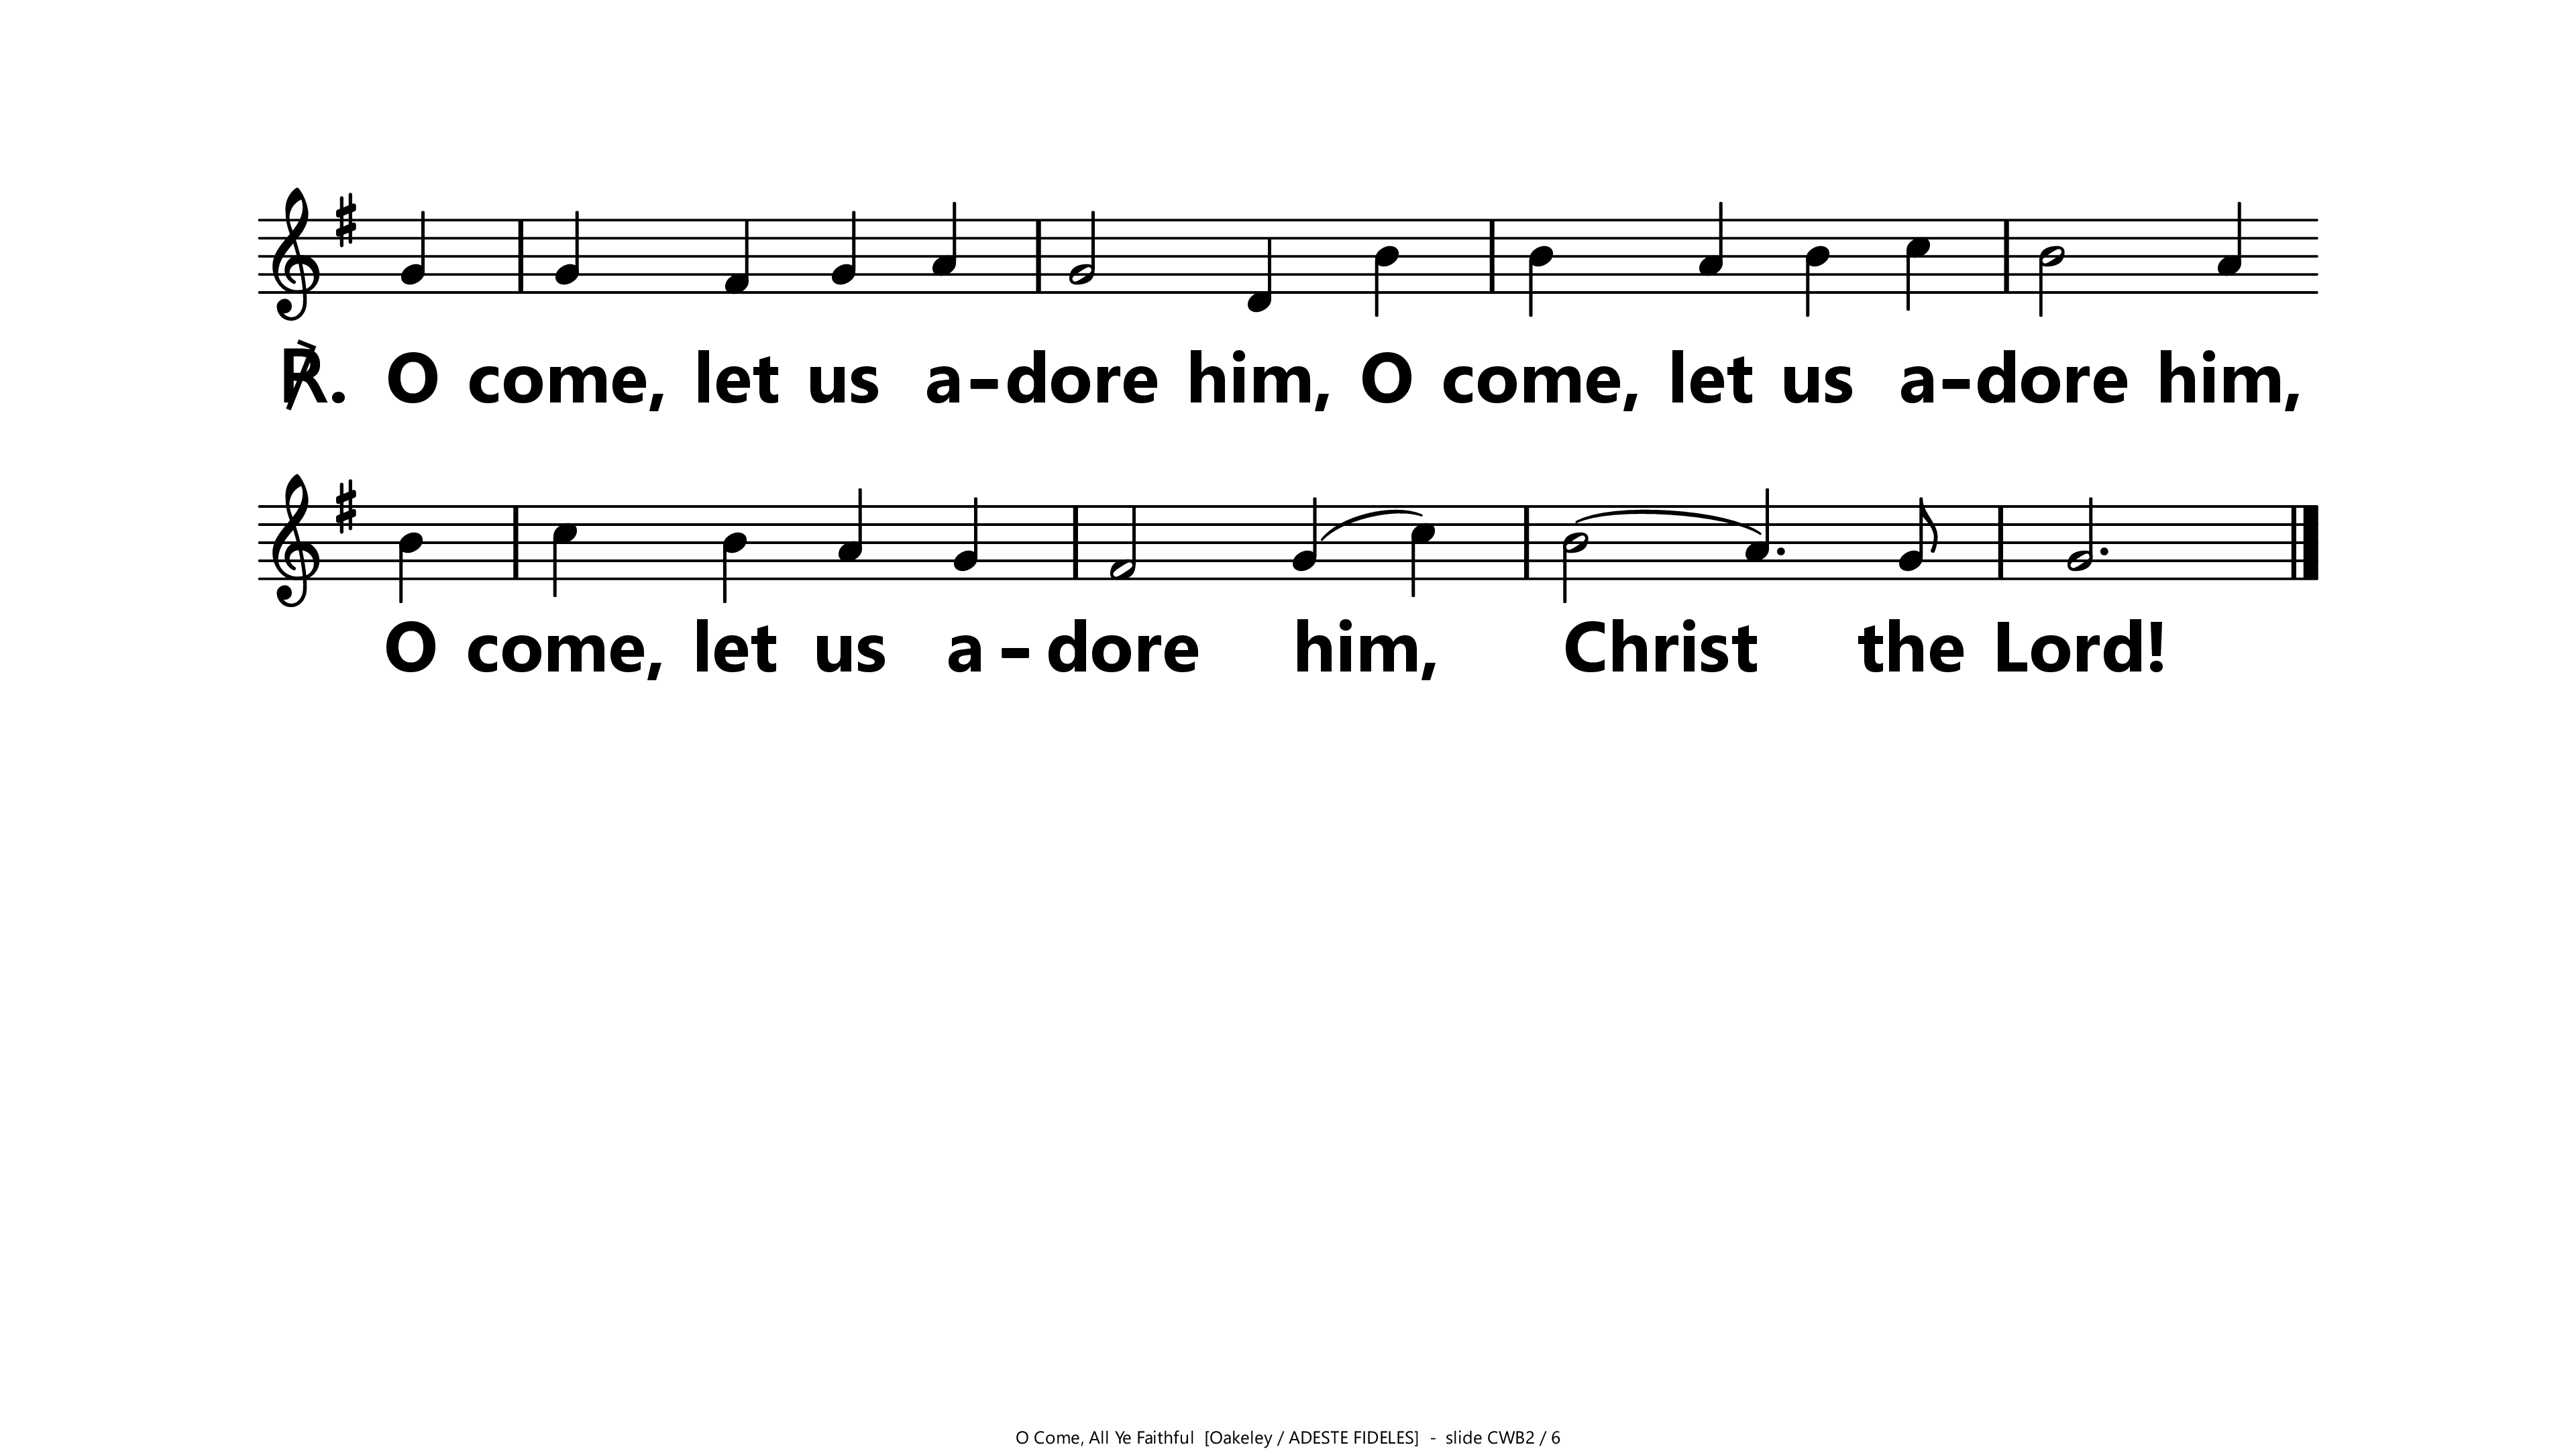 ℟. O come, let us a-dore him, O come, let us a-dore him,
O come, let us a-dore him, Christ the Lord!
O Come, All Ye Faithful [Oakeley / ADESTE FIDELES] - slide CWB2 / 6